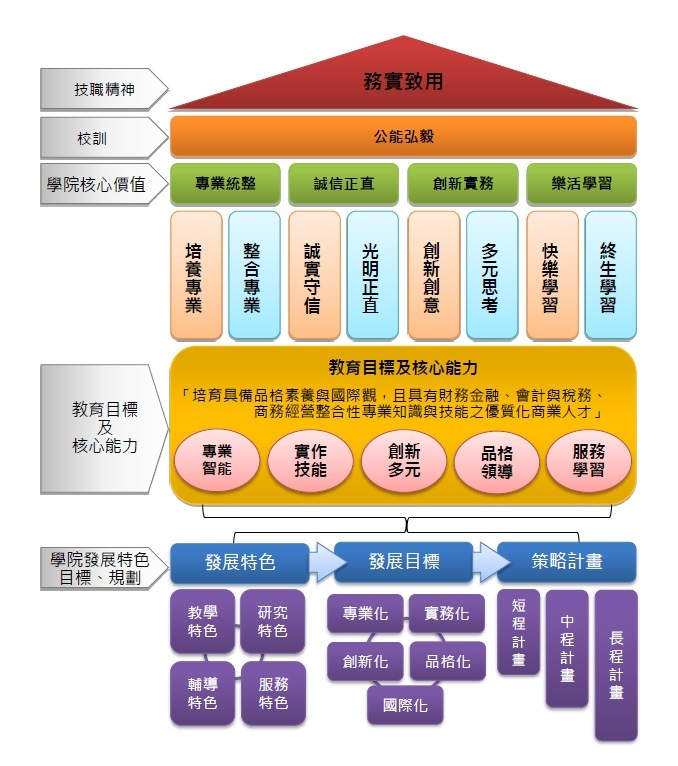 技職精神
務實致用
校訓
公能弘毅
學院核心價值
專業統整
誠信正直
創新實務
樂活學習
培養專業
整合專業
誠實守信
光明正直
創新創意
多元思考
快樂學習
終生學習
教育目標
及
核心能力
教育目標及核心能力
「培育具備品格素養與國際觀，且具有財務金融、會計與稅務、
商務經營整合性專業知識與技能之優質化商業人才」
專業
智能
實作
技能
創新
多元
品格
領導
服務
學習
學院發展特色
目標、規劃
發展特色
發展目標
策略計畫
教學
特色
研究
特色
輔導
特色
服務
特色
專業化
實務化
創新化
品格化
國際化
短程計畫
中程計畫
長程計畫